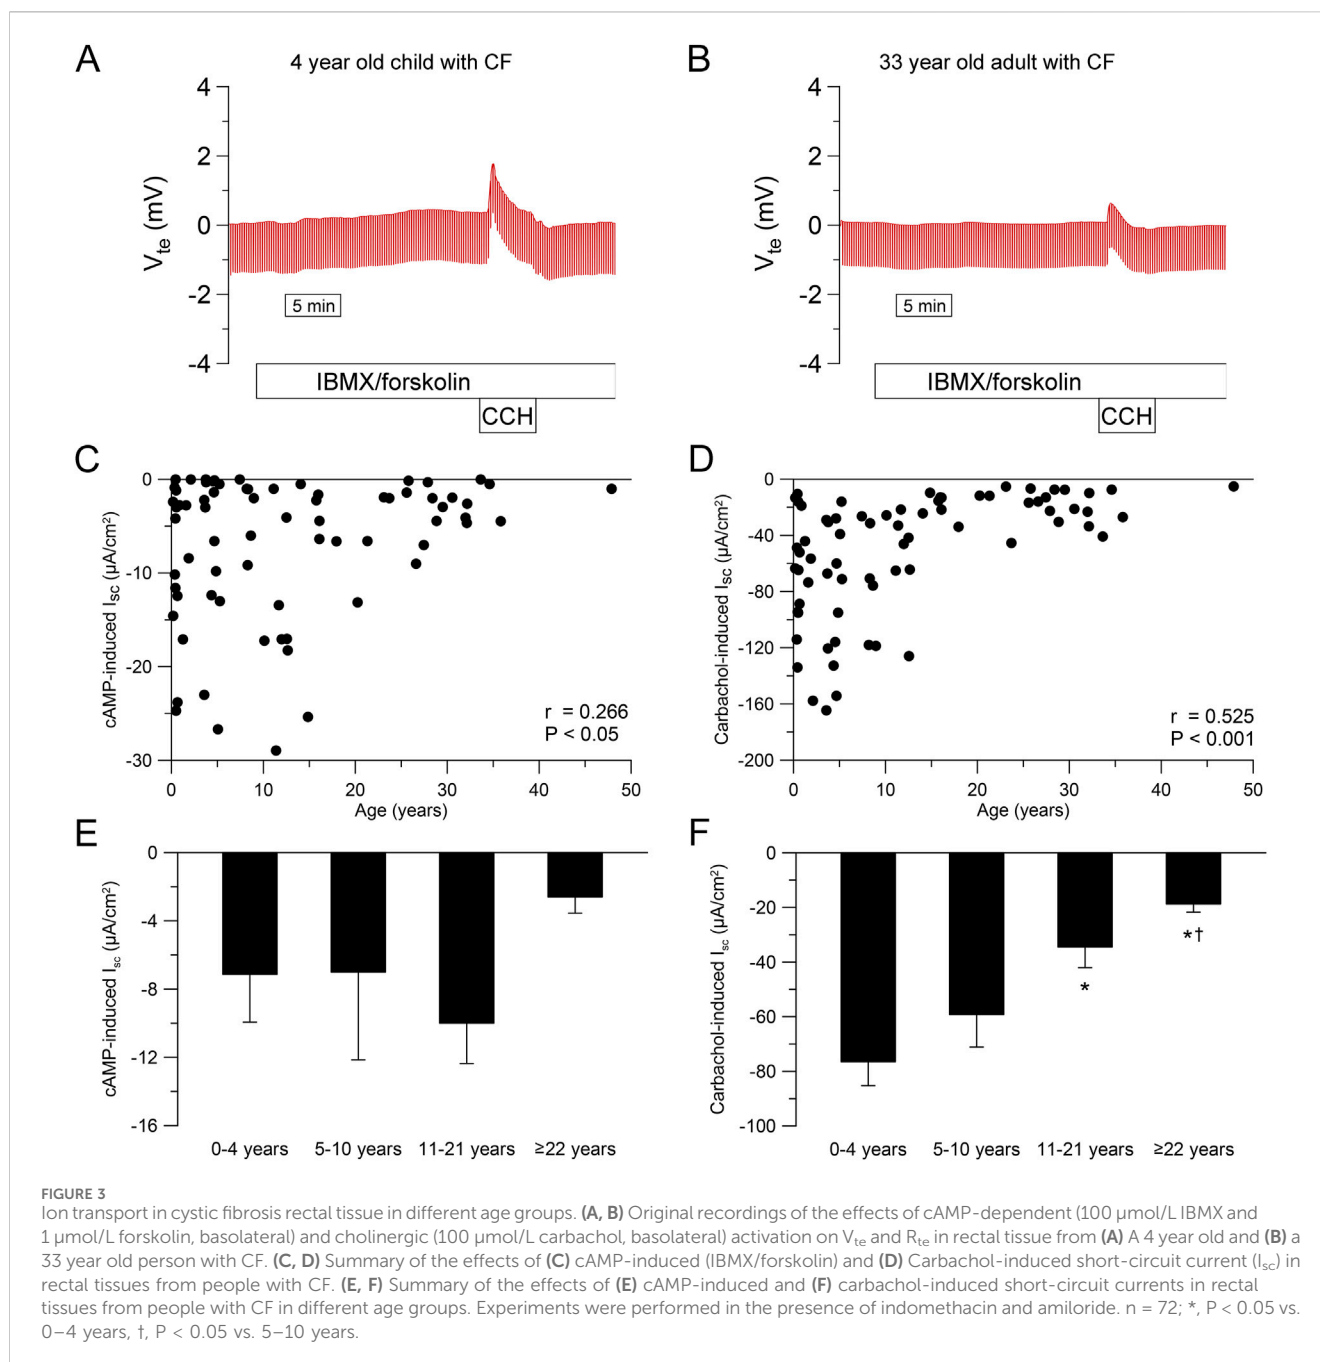 A
4 year old child with CF
4
2
0
-2
-4
Vte (mV)
5 min
IBMX/forskolin
CCH
B
33 year old adult with CF
4
2
0
-2
-4
Vte (mV)
5 min
IBMX/forskolin
CCH
C
0
-10
-20
-30
cAMP-induced Isc (µA/cm²)
r = 0.266
P < 0.05
0 10 20 30 40 50
Age (years)
D
0
-40
-80
-120
-160
-200
Carbachol-induced Isc (µA/cm²)
r = 0.525
P < 0.001
0 10 20 30 40 50
Age (years)
E
0
-4
-8
-12
-16
cAMP-induced Isc (µA/cm²)
0-4 years 5-10 years 11-21 years ≥22 years
F
0
-20
-40
-60
-80
-100
Carbachol-induced Isc (µA/cm²)
*†
*
0-4 years 5-10 years 11-21 years ≥22 years
FIGURE 3
Ion transport in cystic fibrosis rectal tissue in different age groups. (A, B) Original recordings of the effects of cAMP-dependent (100 µmol/L IBMX and
1 µmol/L forskolin, basolateral) and cholinergic (100 µmol/L carbachol, basolateral) activation on Vte and Rte in rectal tissue from (A) A 4 year old and (B) a
33 year old person with CF. (C, D) Summary of the effects of (C) cAMP-induced (IBMX/forskolin) and (D) Carbachol-induced short-circuit current (Isc) in
rectal tissues from people with CF. (E, F) Summary of the effects of (E) cAMP-induced and (F) carbachol-induced short-circuit currents in rectal
tissues from people with CF in different age groups. Experiments were performed in the presence of indomethacin and amiloride. n = 72; *, P < 0.05 vs.
0–4 years, †, P < 0.05 vs. 5–10 years.